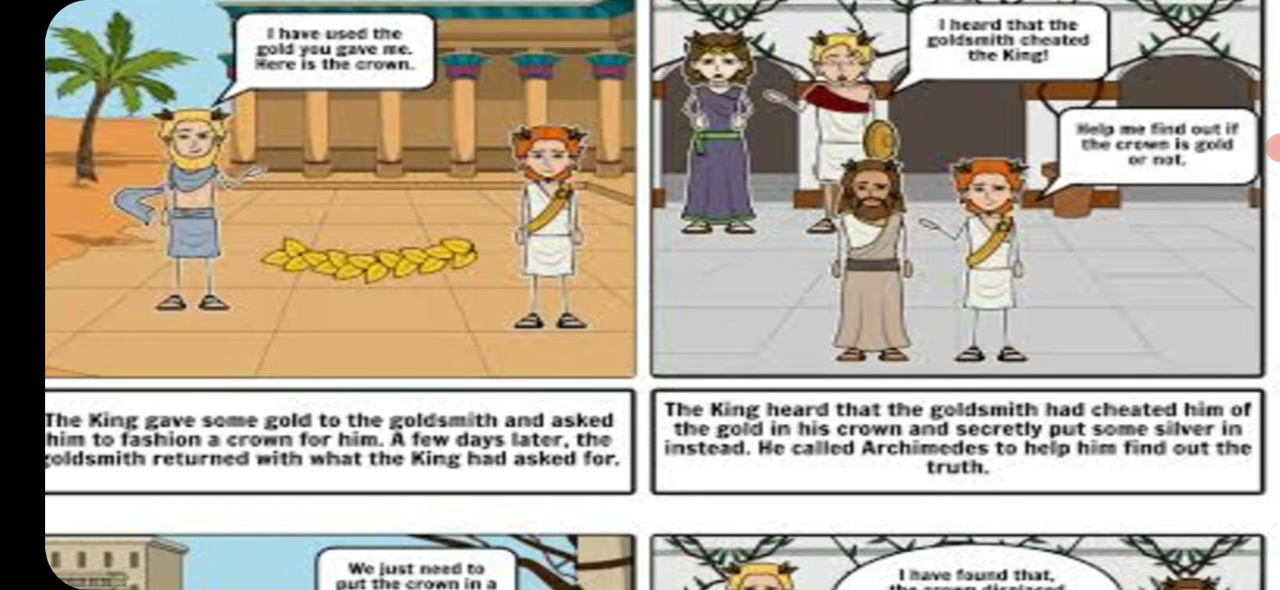 I have used the
gold you gave me.
Here is the crown.
I heard that the
goldsmith cheated
the King!
Help me find out if
the crown is gold
or not.
The King gave some gold to the goldsmith and asked
him to fashion a crown for him. A few days later, the
goldsmith returned with what the King had asked for.
The King heard that the goldsmith had cheated him of
the gold in his crown and secretly put some silver in
instead. He called Archimedes to help him find out the
truth.
We just need to
put the crown in a
I have found that,
the crown displaced